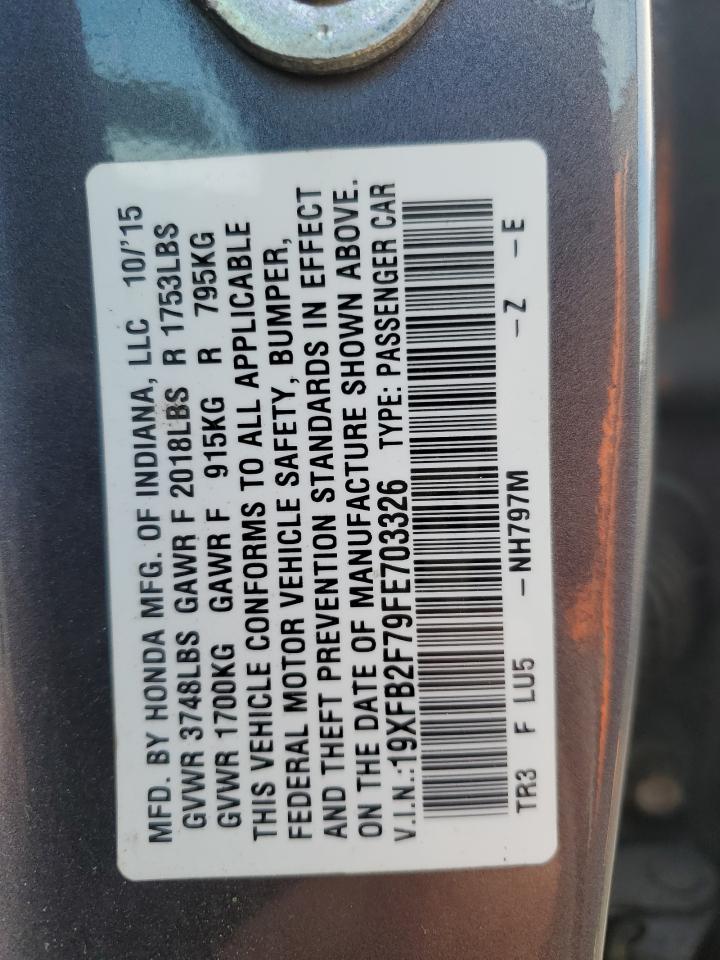 MFD. BY HONDA MFG. OF INDIANA, LLC 10/'15
GVWR 3748LBS GAWR F 2018LBS R 1753LBS
GVWR 1700KG GAWR F 915KG R 795KG
THIS VEHICLE CONFORMS TO ALL APPLICABLE
FEDERAL MOTOR VEHICLE SAFETY, BUMPER,
AND THEFT PREVENTION STANDARDS IN EFFECT
ON THE DATE OF MANUFACTURE SHOWN ABOVE.
V.I.N.:19XFB2F79FE703326 TYPE: PASSENGER CAR
TR3 F LU5 -NH797M -Z -E